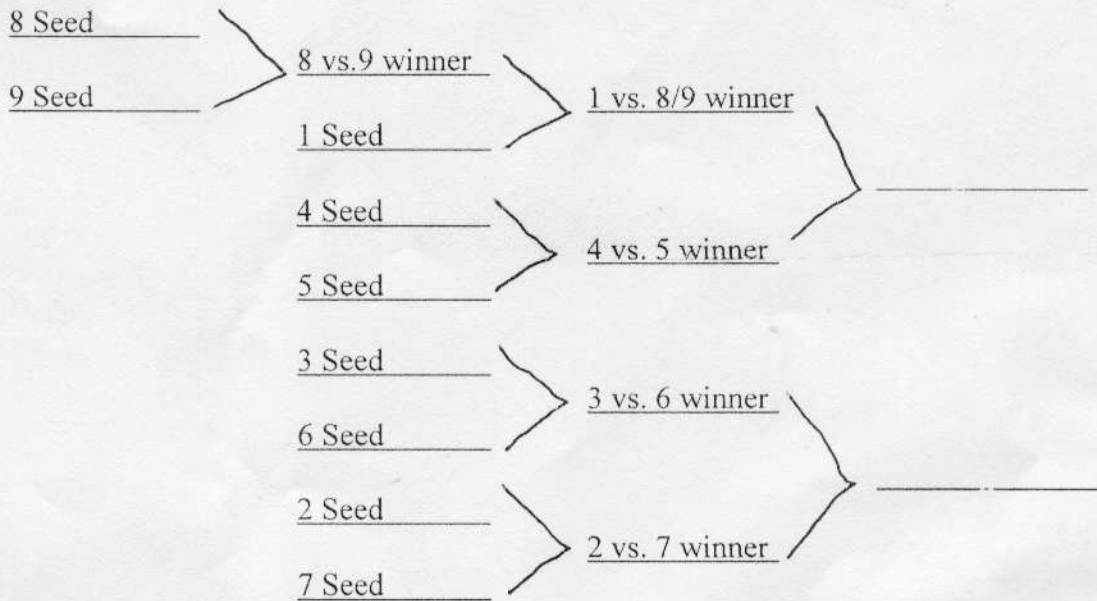 8 Seed
9 Seed
8 vs.9 winner
1 Seed
4 Seed
5 Seed
3 Seed
6 Seed
2 Seed
7 Seed
1 vs. 8/9 winner
4 vs. 5 winner
3 vs. 6 winner
2 vs. 7 winner